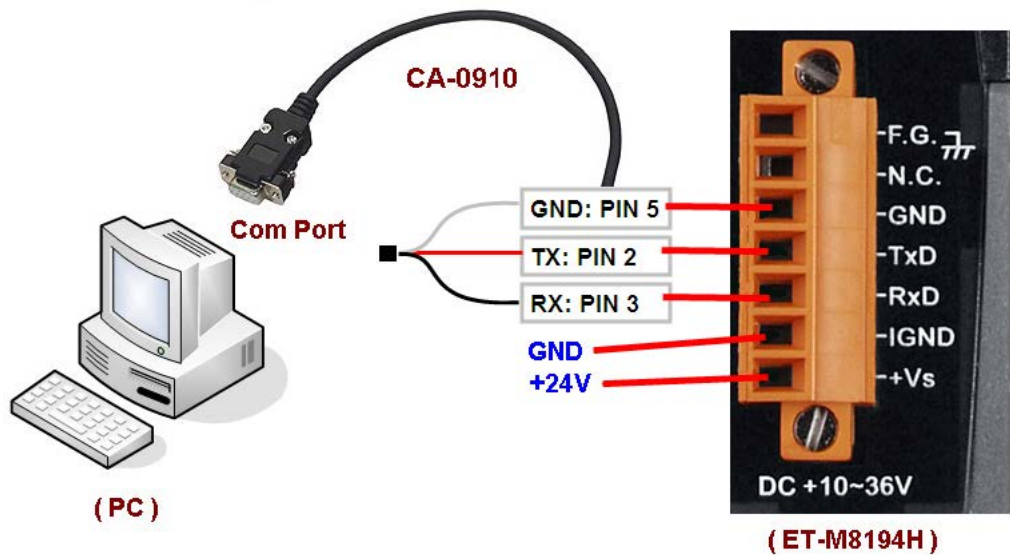 CA-0910
Com Port
GND: PIN 5
TX: PIN 2
RX: PIN 3
GND
+24V
F.G.
N.C.
GND
TxD
RxD
IGND
+Vs
DC +10~36V
( PC )
( ET-M8194H )